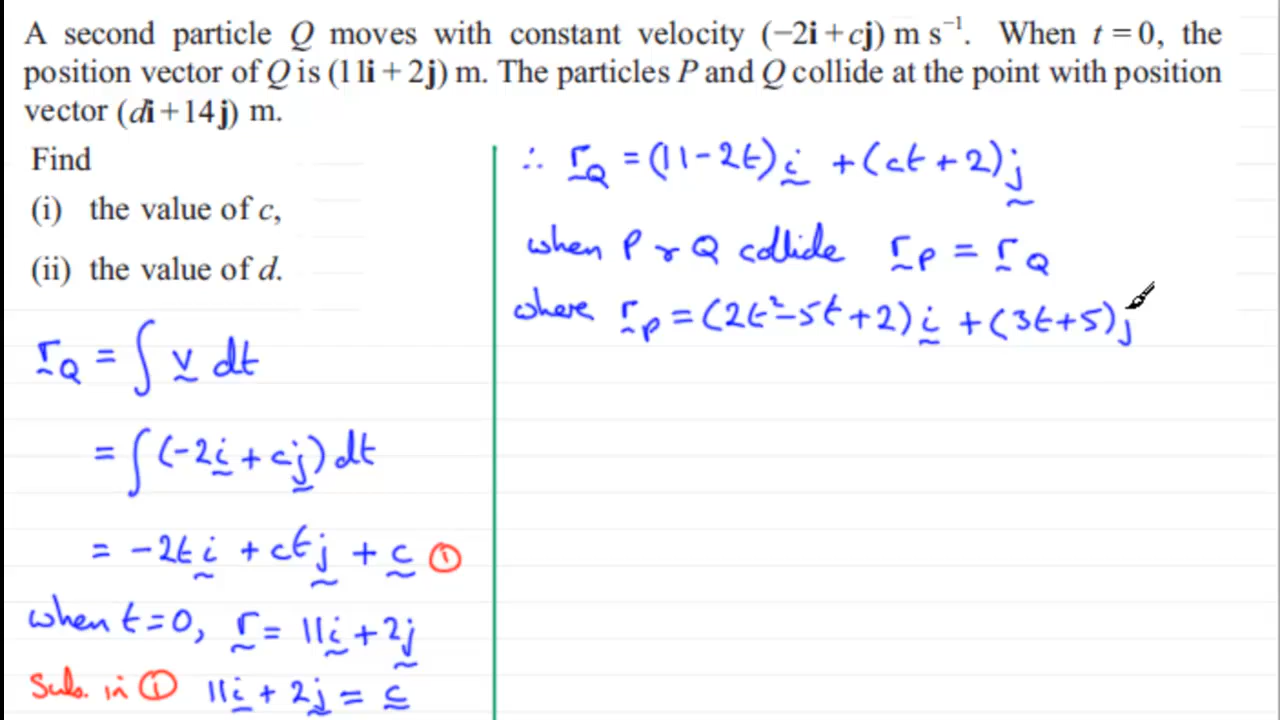 A second particle Q moves with constant velocity (−2i + cj) m s⁻¹. When t = 0, the
position vector of Q is (11i + 2j) m. The particles P and Q collide at the point with position
vector (di + 14j) m.
Find
(i) the value of c,
(ii) the value of d.
r_Q = ∫ v dt
= ∫ (-2i + cj) dt
= -2t i + ct j + c ①
when t = 0, r = 11i + 2j
Subs. in ① 11i + 2j = c
∴ r_Q = (11 - 2t) i + (ct + 2) j
when P & Q collide r_P = r_Q
where r_P = (2t² - 5t + 2) i + (3t + 5) j